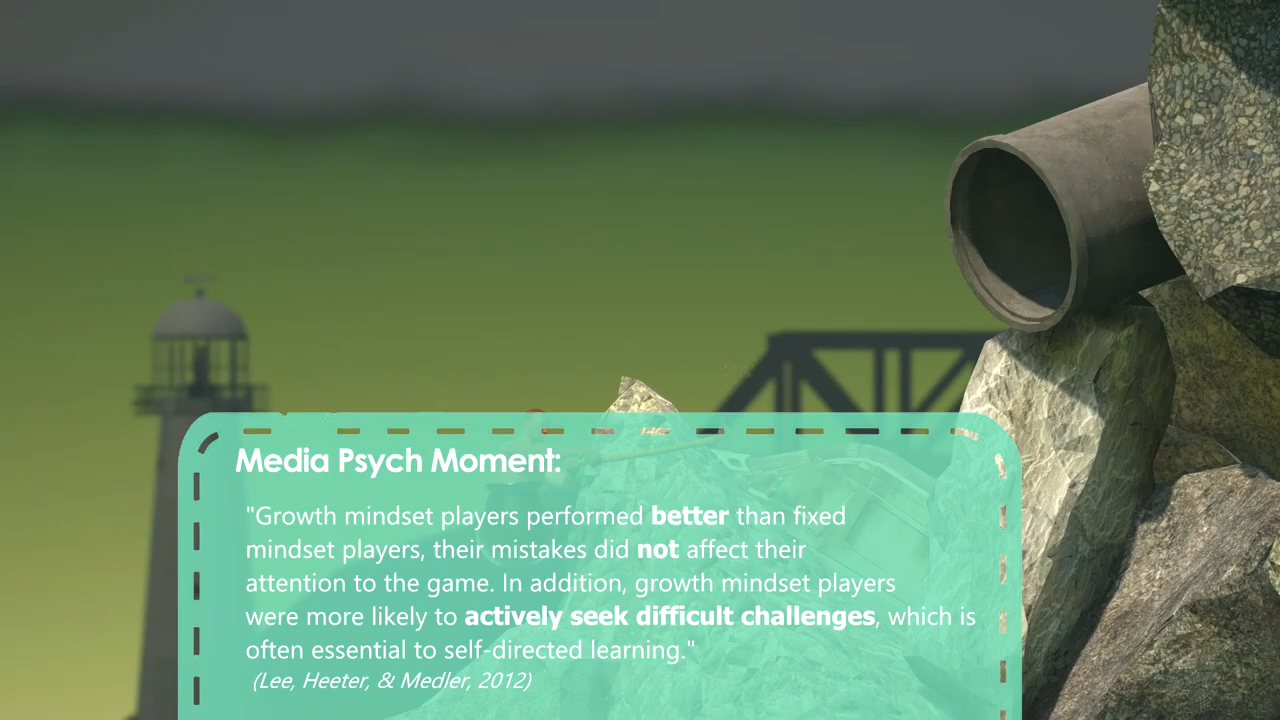 Media Psych Moment:
"Growth mindset players performed better than fixed
mindset players, their mistakes did not affect their
attention to the game. In addition, growth mindset players
were more likely to actively seek difficult challenges, which is
often essential to self-directed learning."
(Lee, Heeter, & Medler, 2012)